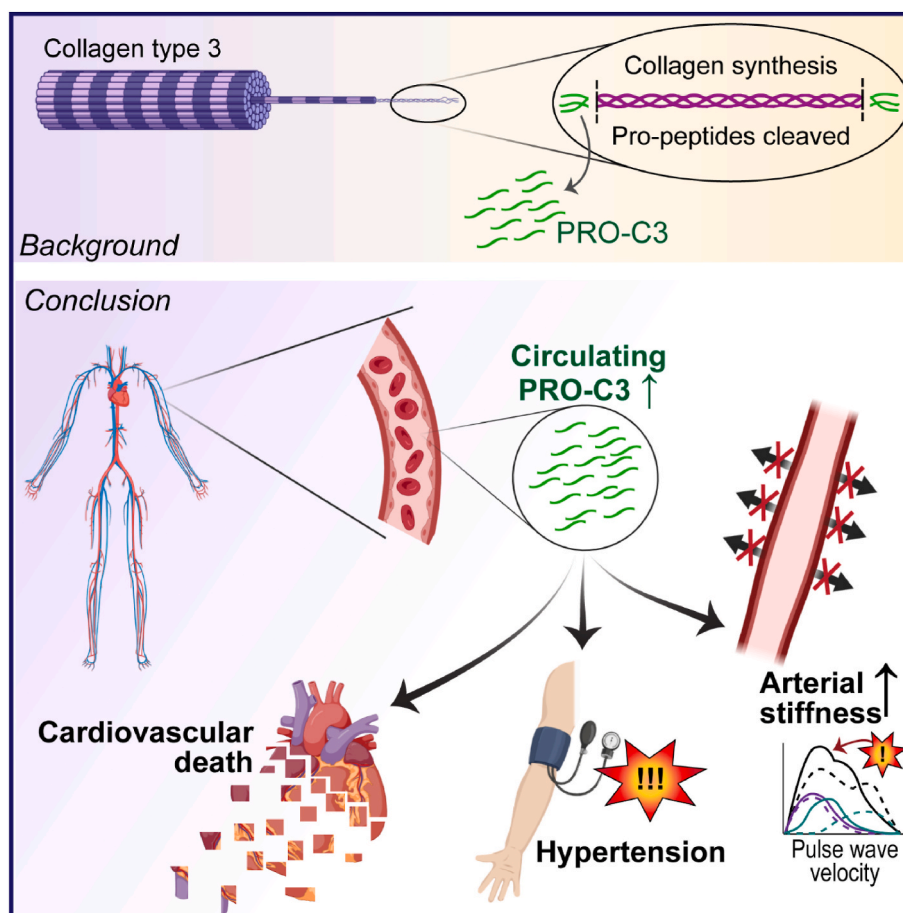 Collagen type 3
Collagen synthesis
Pro-peptides cleaved
PRO-C3
Background
Conclusion
Circulating
PRO-C3 ↑
Arterial
stiffness
!
Cardiovascular
death
!!!
Hypertension
Pulse wave
velocity